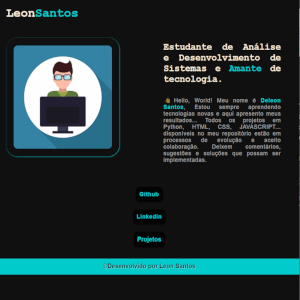 LeonSantos
Estudante de Análise
e Desenvolvimento de
Sistemas e Amante de
tecnologia.
👋 Hello, World! Meu nome é Deleon
Santos, Estou sempre aprendendo
tecnologias novas e aqui apresento meus
resultados... Todos os projetos em
Python, HTML, CSS, JAVASCRIPT...
disponíveis no meu repositório estão em
processos de evolução e aceito
colaboração. Deixem comentários,
sugestões e soluções que possam ser
implementadas.
Github
Linkedin
Projetos
Desenvolvido por Leon Santos